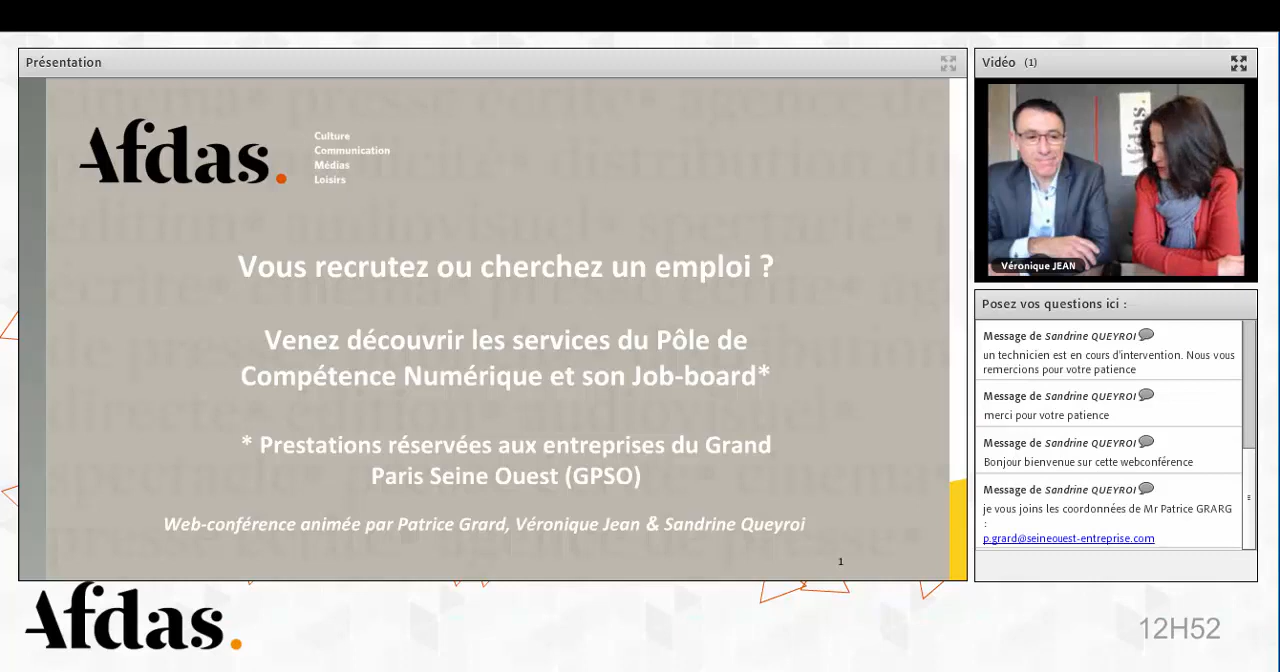 Présentation
Afdas.
Culture
Communication
Médias
Loisirs
Vous recrutez ou cherchez un emploi ?
Venez découvrir les services du Pôle de
Compétence Numérique et son Job-board*
* Prestations réservées aux entreprises du Grand
Paris Seine Ouest (GPSO)
Web-conférence animée par Patrice Grard, Véronique Jean & Sandrine Queyroi
1
Vidéo (1)
Afdas.
Véronique JEAN
Posez vos questions ici :
Message de Sandrine QUEYROI
un technicien est en cours d'intervention. Nous vous
remercions pour votre patience
Message de Sandrine QUEYROI
merci pour votre patience
Message de Sandrine QUEYROI
Bonjour bienvenue sur cette webconférence
Message de Sandrine QUEYROI
je vous joins les coordonnées de Mr Patrice GRARG
:
p.grard@seineouest-entreprise.com
Afdas.
12H52